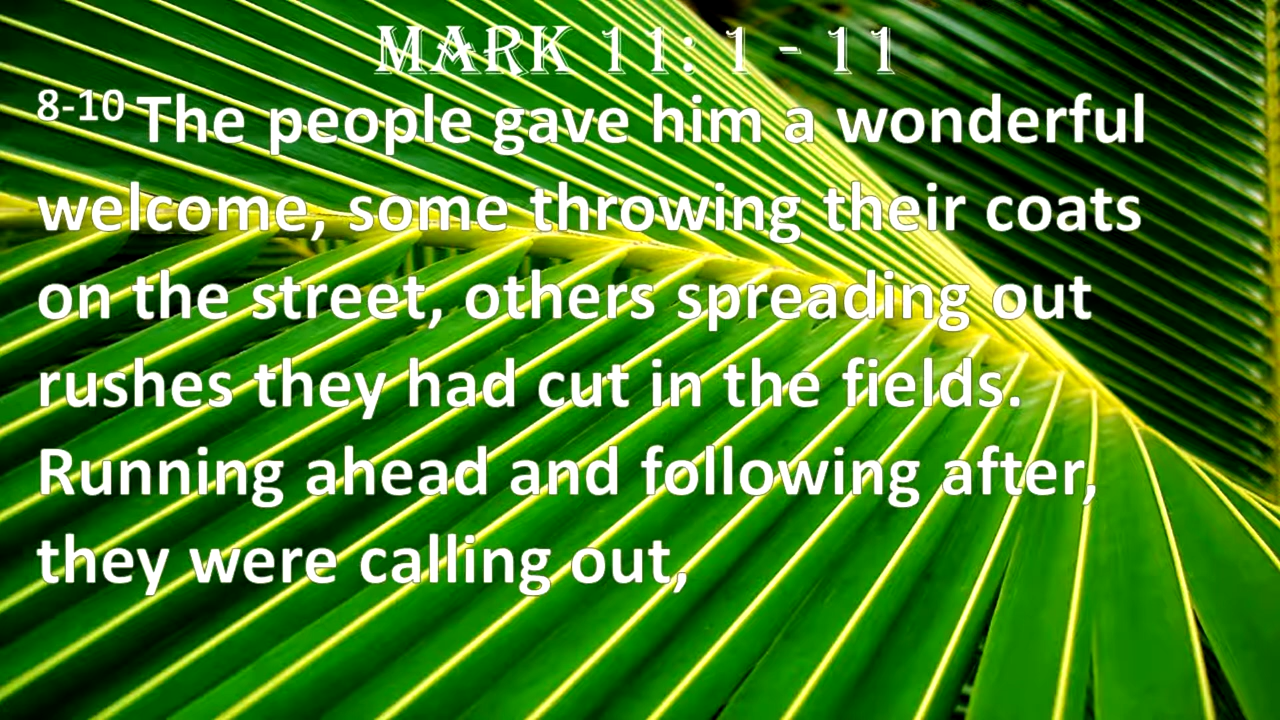 MARK 11: 1 - 11
8-10 The people gave him a wonderful
welcome, some throwing their coats
on the street, others spreading out
rushes they had cut in the fields.
Running ahead and following after,
they were calling out,